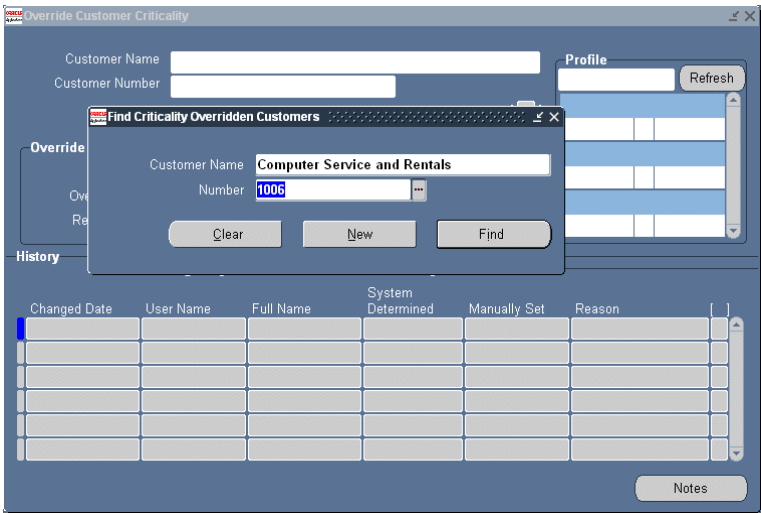 ORACLE Override Customer Criticality
Customer Name
Customer Number
Profile
Refresh
Find Criticality Overridden Customers
Override
Customer Name Computer Service and Rentals
Number 1006 ...
Ove
Re
Clear New Find
History
Changed Date User Name Full Name System Determined Manually Set Reason [ ]
Notes